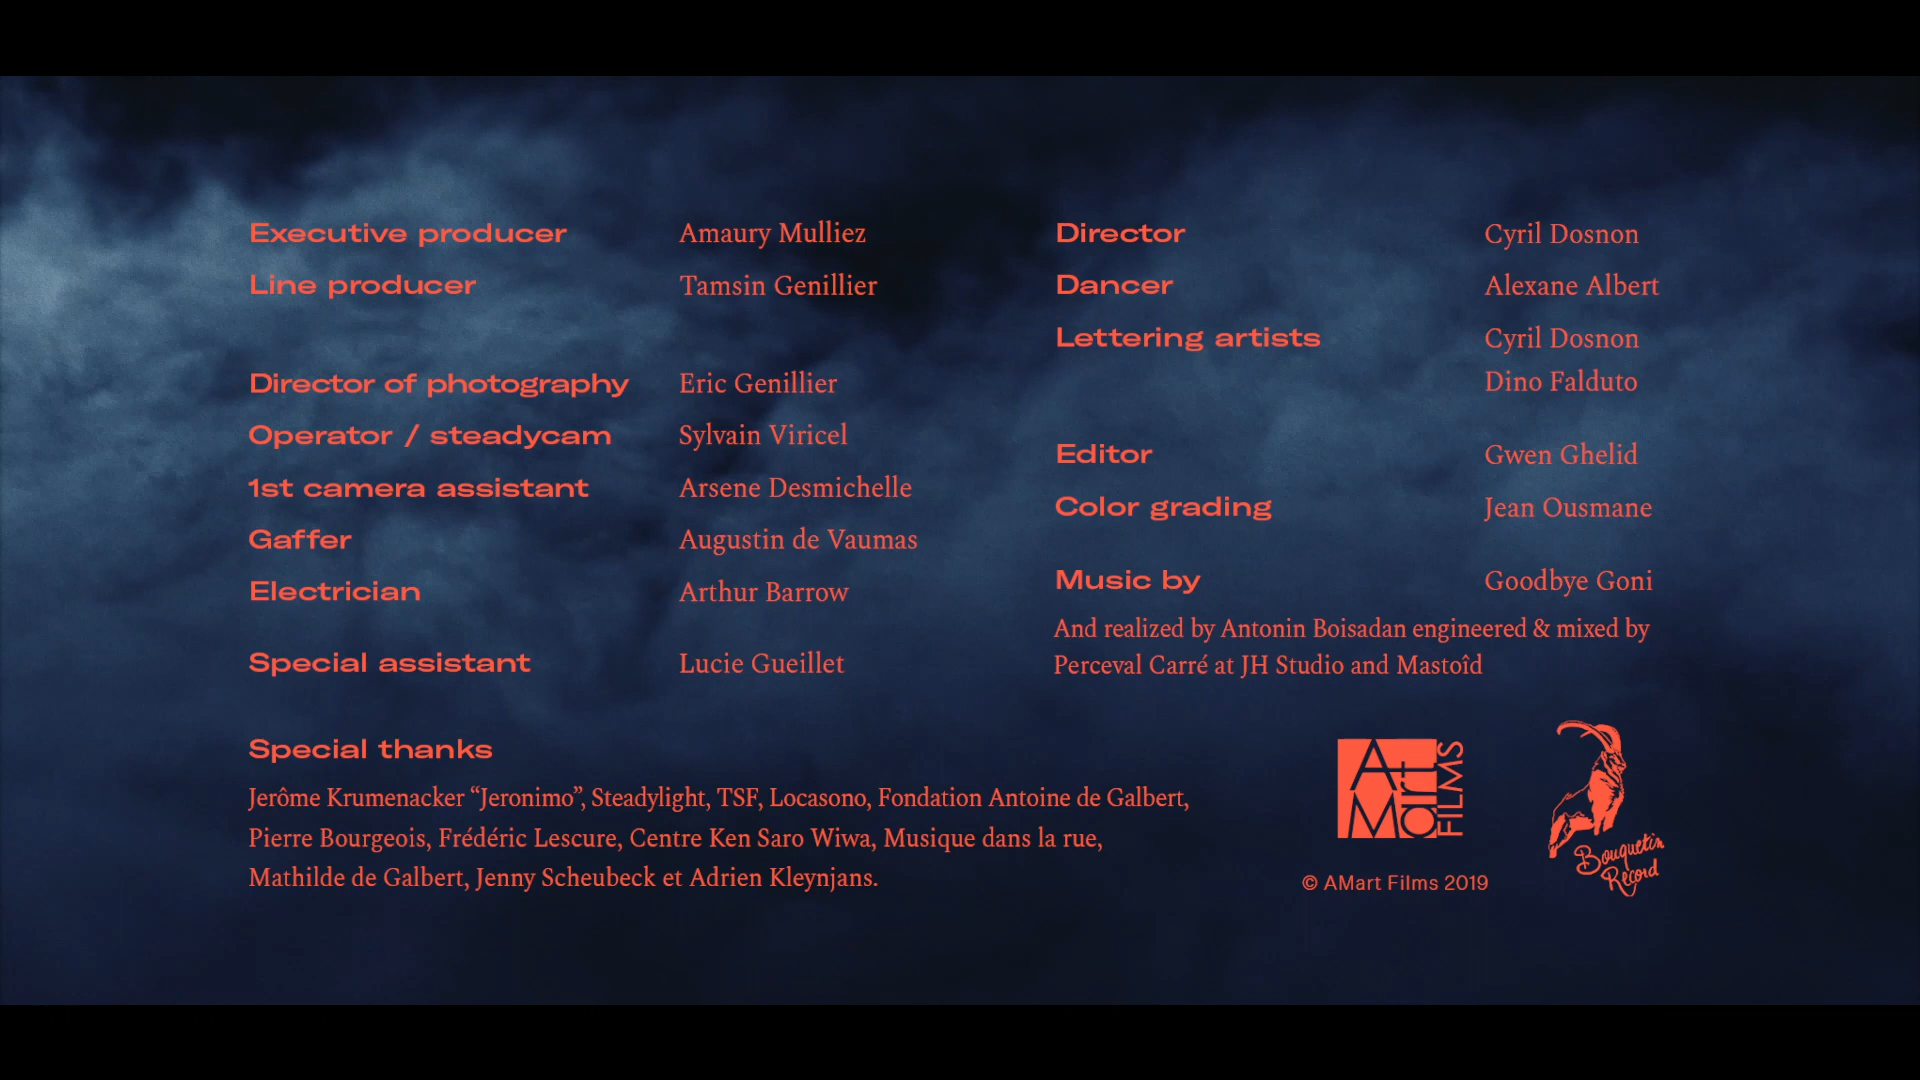 Executive producer Amaury Mulliez
Line producer Tamsin Genillier
Director of photography Eric Genillier
Operator / steadycam Sylvain Viricel
1st camera assistant Arsene Desmichelle
Gaffer Augustin de Vaumas
Electrician Arthur Barrow
Special assistant Lucie Gueillet
Director Cyril Dosnon
Dancer Alexane Albert
Lettering artists Cyril Dosnon
Dino Falduto
Editor Gwen Ghelid
Color grading Jean Ousmane
Music by Goodbye Goni
And realized by Antonin Boisadan engineered & mixed by
Perceval Carré at JH Studio and Mastoîd
Special thanks
Jerôme Krumenacker “Jeronimo”, Steadylight, TSF, Locasono, Fondation Antoine de Galbert,
Pierre Bourgeois, Frédéric Lescure, Centre Ken Saro Wiwa, Musique dans la rue,
Mathilde de Galbert, Jenny Scheubeck et Adrien Kleynjans.
A
Mart
FILMS
© AMart Films 2019
Bouquetin
Record